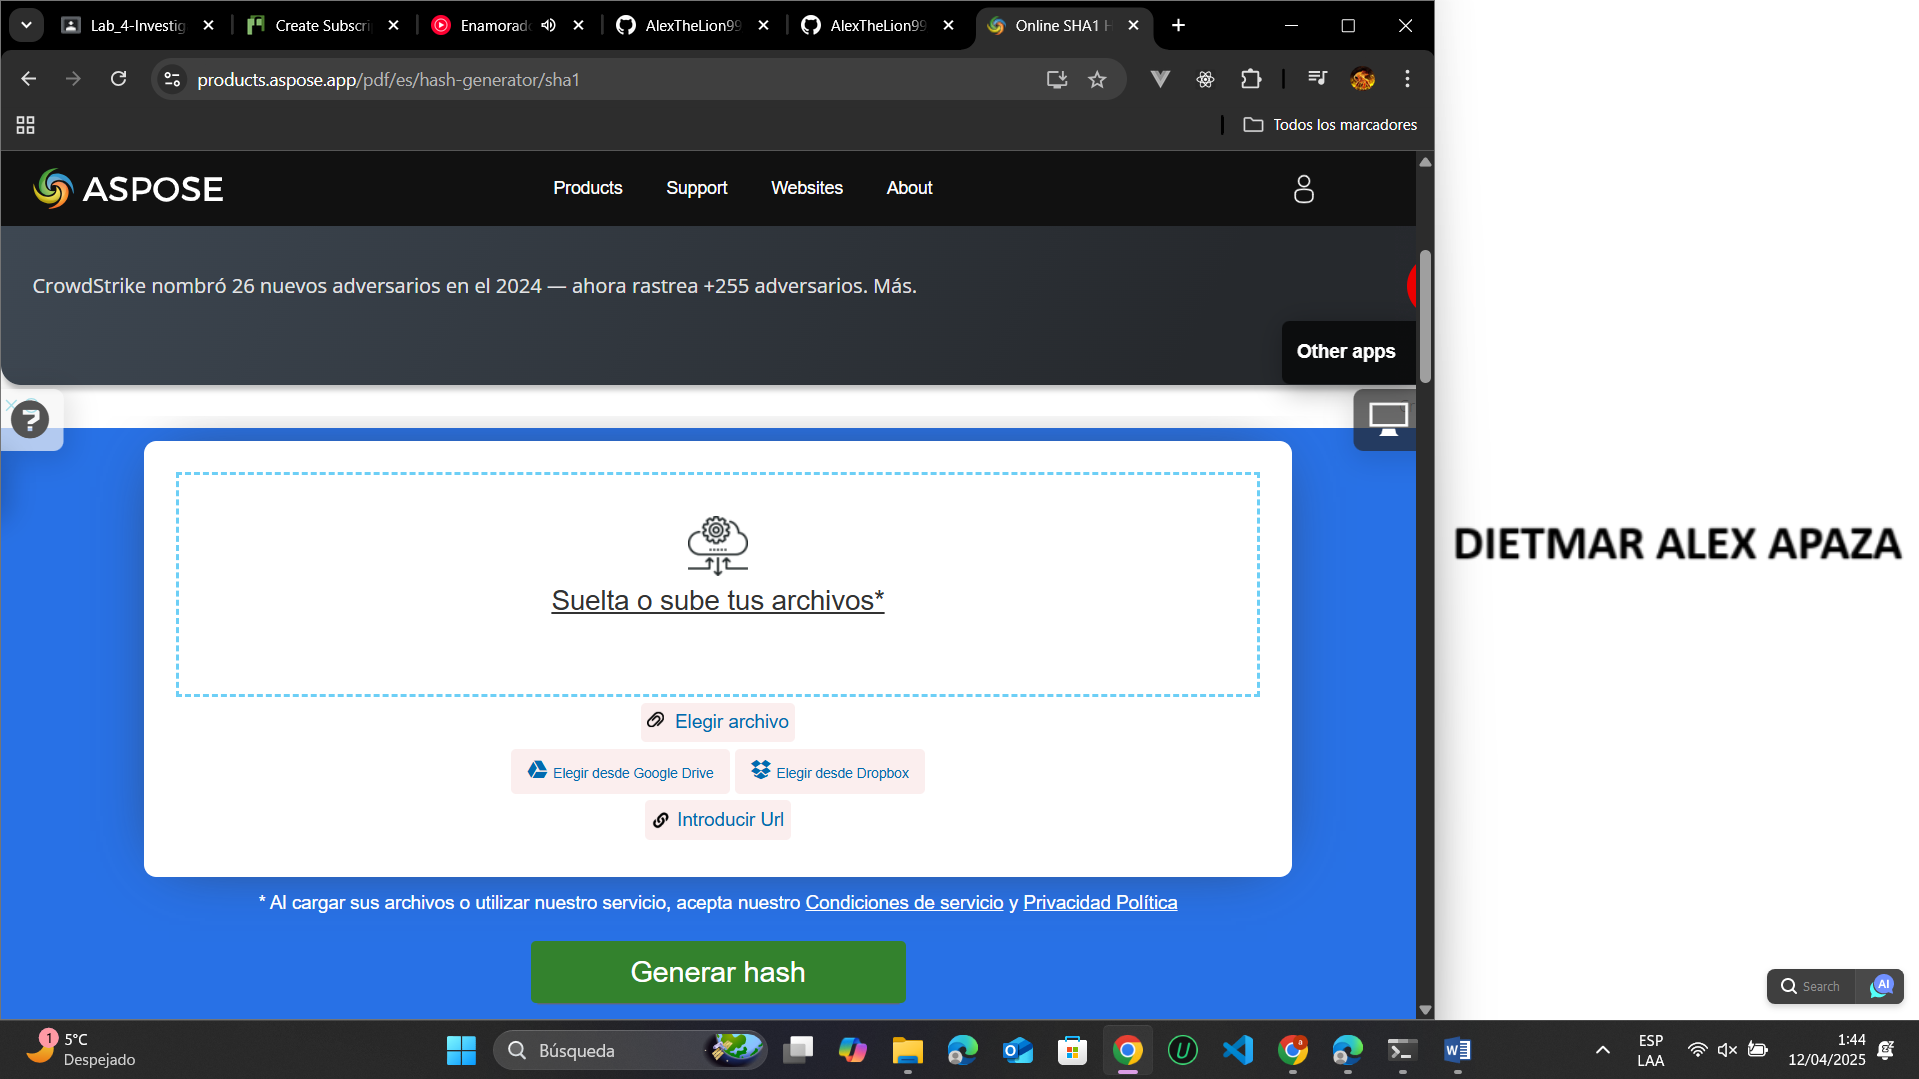 Lab_4-Investig
Create Subscri
Enamorado
AlexTheLion99
AlexTheLion99
Online SHA1 H
products.aspose.app/pdf/es/hash-generator/sha1
Todos los marcadores
ASPOSE
Products
Support
Websites
About
CrowdStrike nombró 26 nuevos adversarios en el 2024 — ahora rastrea +255 adversarios. Más.
Other apps
?
Suelta o sube tus archivos*
Elegir archivo
Elegir desde Google Drive
Elegir desde Dropbox
Introducir Url
* Al cargar sus archivos o utilizar nuestro servicio, acepta nuestro Condiciones de servicio y Privacidad Política
Generar hash
DIETMAR ALEX APAZA
Search
AI
1
5°C
Despejado
Búsqueda
ESP
LAA
1:44
12/04/2025